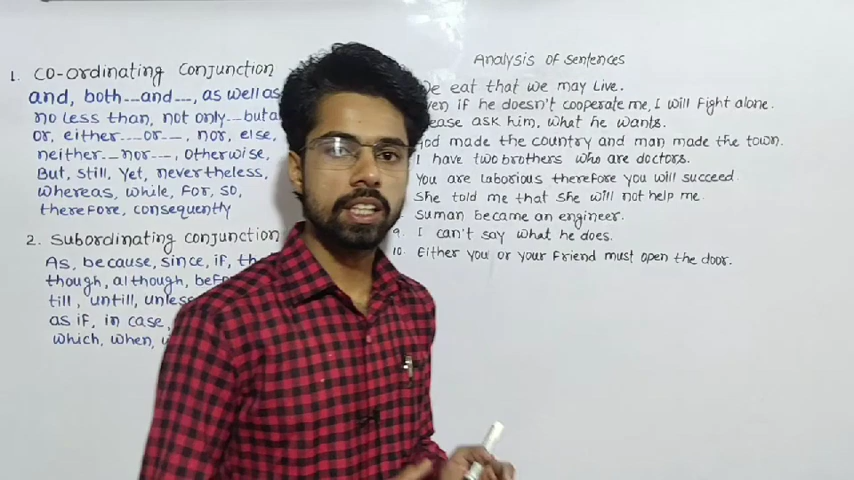 1. CO-Ordinating Conjunction
and, both---and---, as well as
no less than, not only--but a
or, either---or---, nor, else,
neither---nor---, otherwise,
But, still, Yet, nevertheless,
whereas, while, For, so,
therefore, consequently
2. Subordinating conjunction
As, because, since, if, th
though, although, bef
till, untill, unless
as if, in case,
which, when,
Analysis of sentences
we eat that we may Live.
even if he doesn't cooperate me, I will Fight alone.
ease ask him, what he wants.
god made the country and man made the town.
I have two brothers who are doctors.
You are laborious therefore you will succeed.
She told me that she will not help me.
Suman became an engineer.
9. I can't say what he does.
10. Either you or your Friend must open the door.